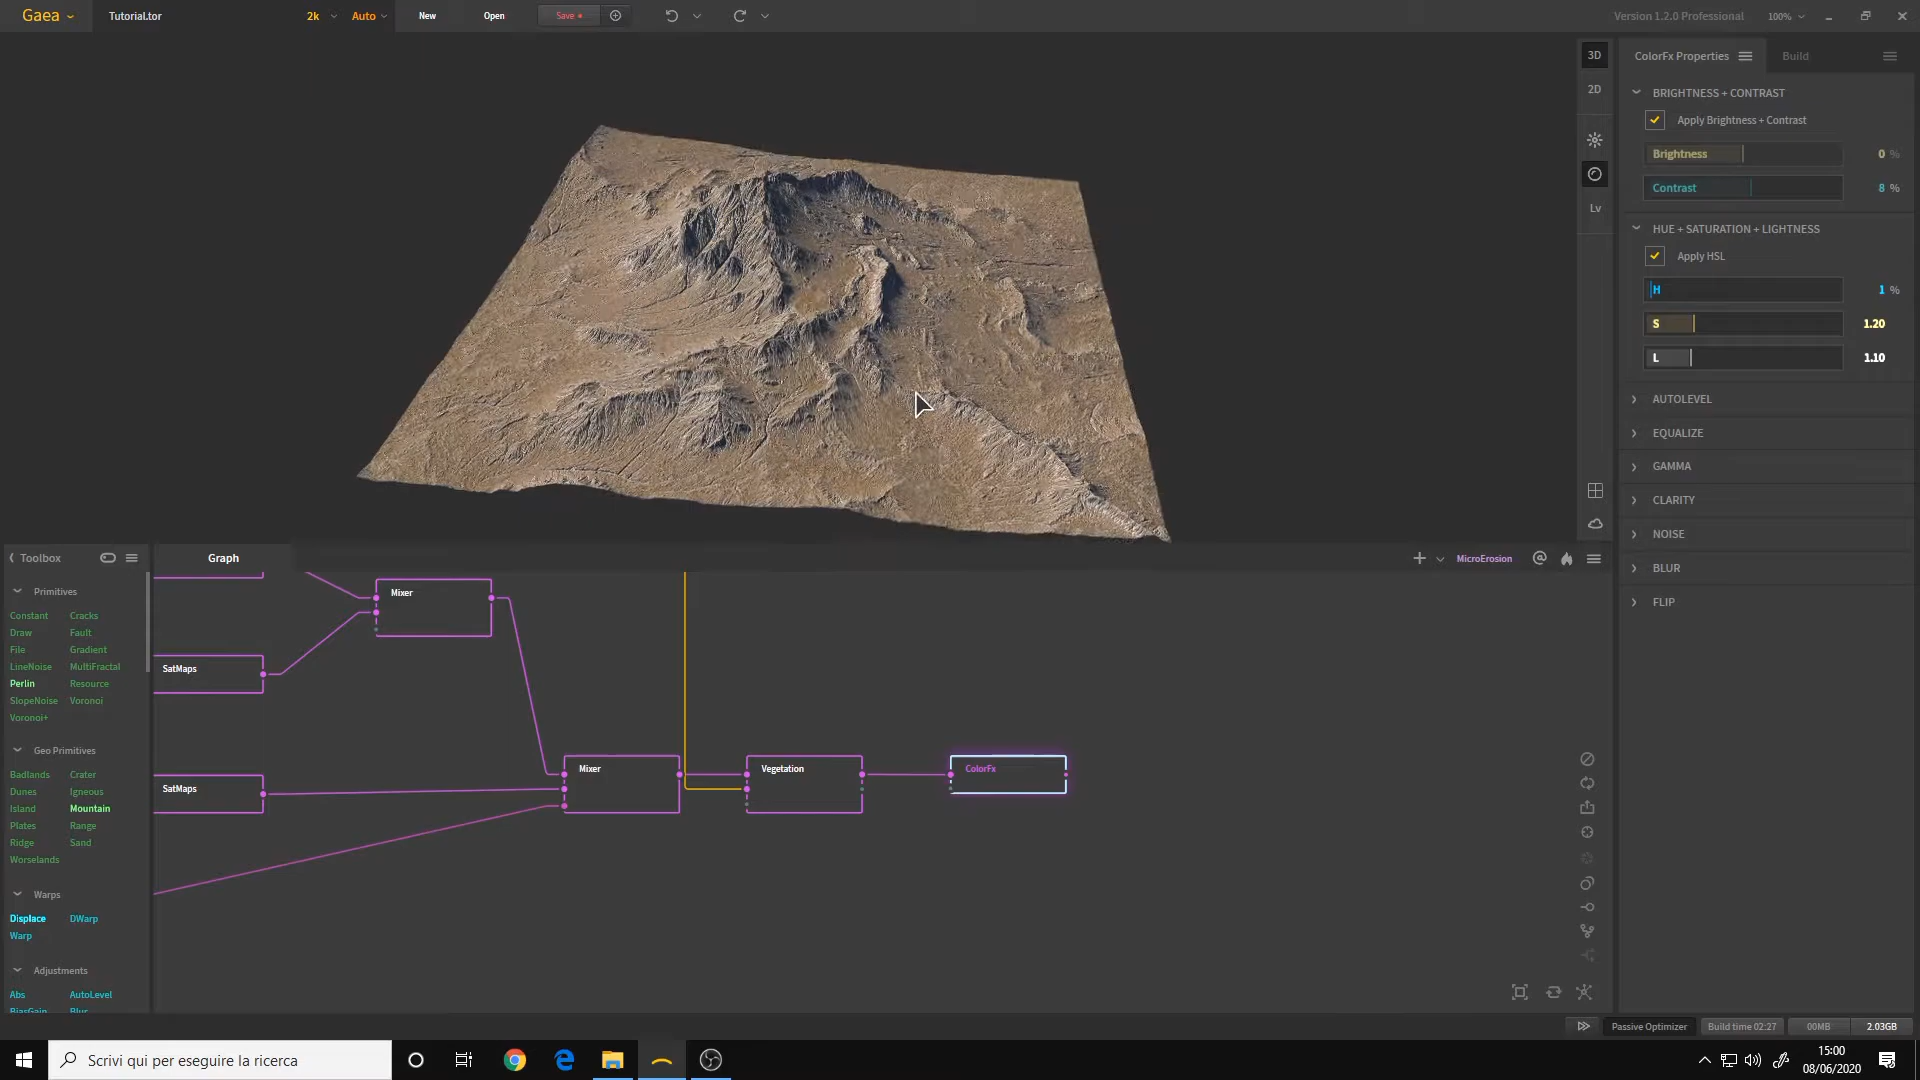 Gaea
Tutorial.tor
2k
Auto
New
Open
Save
Version 1.2.0 Professional
100%
3D
2D
Lv
ColorFx Properties
Build
BRIGHTNESS + CONTRAST
Apply Brightness + Contrast
Brightness 0 %
Contrast 8 %
HUE + SATURATION + LIGHTNESS
Apply HSL
H 1 %
S 1.20
L 1.10
AUTOLEVEL
EQUALIZE
GAMMA
CLARITY
NOISE
BLUR
FLIP
Toolbox
Graph
MicroErosion
Primitives
Constant Cracks
Draw Fault
File Gradient
LineNoise MultiFractal
Perlin Resource
SlopeNoise Voronoi
Voronoi+
Geo Primitives
Badlands Crater
Dunes Igneous
Island Mountain
Plates Range
Ridge Sand
Worselands
Warps
Displace DWarp
Warp
Adjustments
Abs AutoLevel
BiasGain Blur
Mixer
SatMaps
SatMaps
Mixer
Vegetation
ColorFx
Passive Optimizer
Build time 02:27
00MB
2.03GB
Scrivi qui per eseguire la ricerca
15:00
08/06/2020